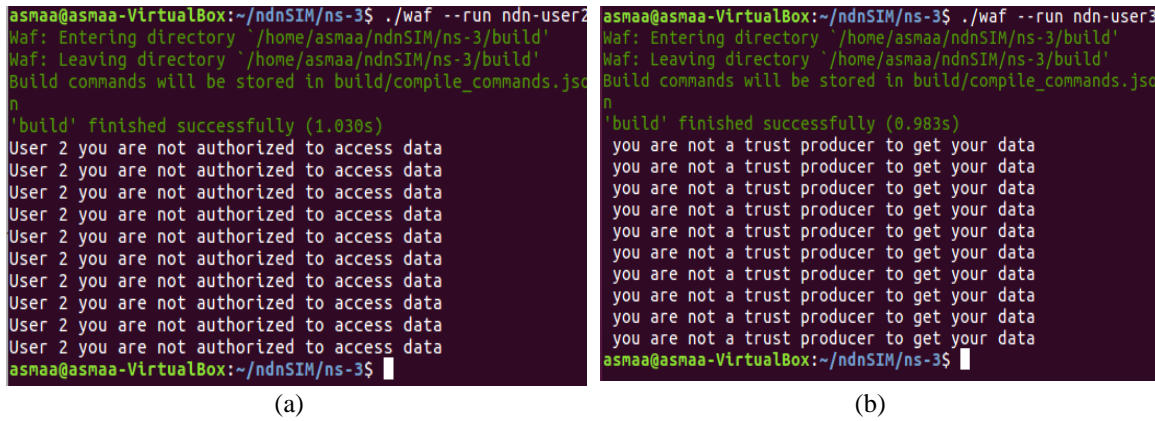 asmaa@asmaa-VirtualBox:~/ndnSIM/ns-3$ ./waf --run ndn-user2
Waf: Entering directory `/home/asmaa/ndnSIM/ns-3/build'
Waf: Leaving directory `/home/asmaa/ndnSIM/ns-3/build'
Build commands will be stored in build/compile_commands.jso
n
'build' finished successfully (1.030s)
User 2 you are not authorized to access data
User 2 you are not authorized to access data
User 2 you are not authorized to access data
User 2 you are not authorized to access data
User 2 you are not authorized to access data
User 2 you are not authorized to access data
User 2 you are not authorized to access data
User 2 you are not authorized to access data
User 2 you are not authorized to access data
User 2 you are not authorized to access data
asmaa@asmaa-VirtualBox:~/ndnSIM/ns-3$
(a)
asmaa@asmaa-VirtualBox:~/ndnSIM/ns-3$ ./waf --run ndn-user3
Waf: Entering directory `/home/asmaa/ndnSIM/ns-3/build'
Waf: Leaving directory `/home/asmaa/ndnSIM/ns-3/build'
Build commands will be stored in build/compile_commands.jso
n
'build' finished successfully (0.983s)
you are not a trust producer to get your data
you are not a trust producer to get your data
you are not a trust producer to get your data
you are not a trust producer to get your data
you are not a trust producer to get your data
you are not a trust producer to get your data
you are not a trust producer to get your data
you are not a trust producer to get your data
you are not a trust producer to get your data
you are not a trust producer to get your data
asmaa@asmaa-VirtualBox:~/ndnSIM/ns-3$
(b)